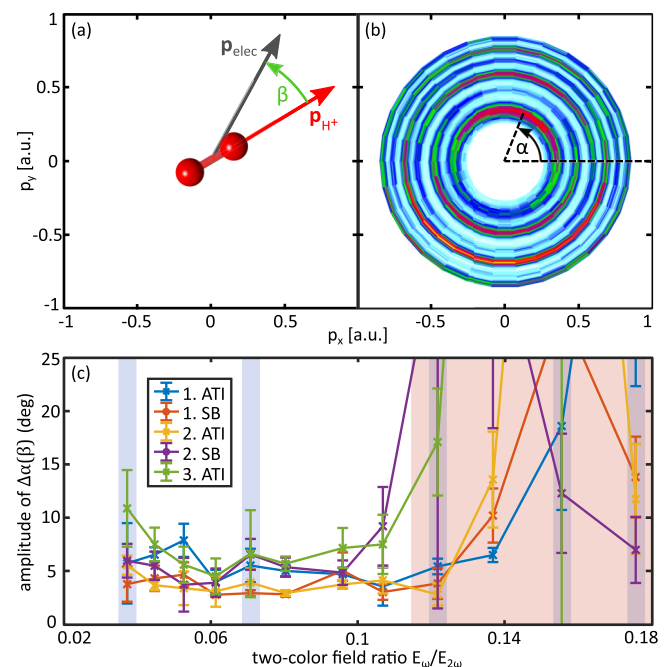 (a)
p_elec
β
p_H+
p_y [a.u.]
1
0.5
0
-0.5
-1
-1 -0.5 0 0.5
(b)
α
-1 -0.5 0 0.5 1
p_x [a.u.]
(c)
amplitude of Δα(β) (deg)
25
20
15
10
5
0
1. ATI
1. SB
2. ATI
2. SB
3. ATI
0.02 0.06 0.1 0.14 0.18
two-color field ratio E_ω/E_2ω